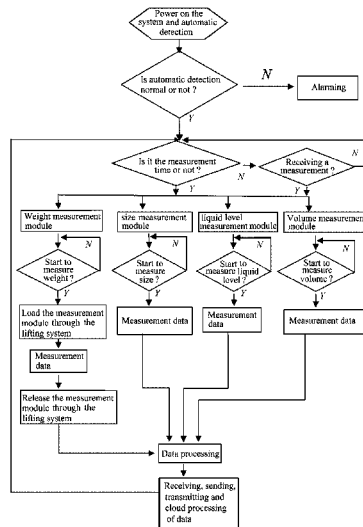 Power on the
system and automatic
detection
Is automatic detection
normal or not ?
N
Alarming
Y
Is it the measurement
time or not ?
N
Receiving a
measurement ?
N
Y
Y
Weight measurement
module
size measurement
module
liquid level
measurement module
Volume measurement
module
N
N
N
N
Start to
measure
weight ?
Start to
measure
size ?
Start to
measure liquid
level ?
Start to
measure
volume ?
Y
Y
Y
Y
Load the measurement
module through the
lifting system
Measurement data
Measurement
data
Measurement data
Measurement
data
Release the measurement
module through the
lifting system
Data processing
Receiving, sending,
transmitting and
cloud processing
of data